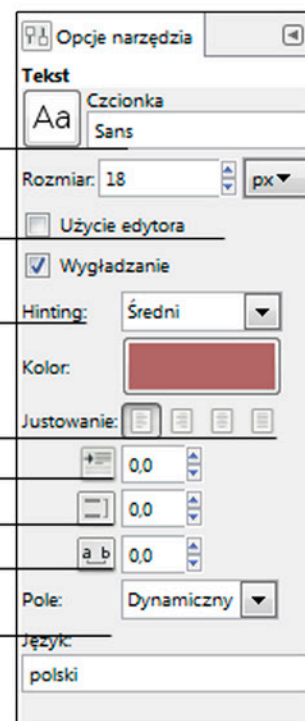 Opcje narzędzia
Tekst
Aa
Czcionka
Sans
Rozmiar: 18 px
Użycie edytora
Wygładzanie
Hinting: Średni
Kolor:
Justowanie:
0,0
0,0
a b 0,0
Pole: Dynamiczny
Język:
polski